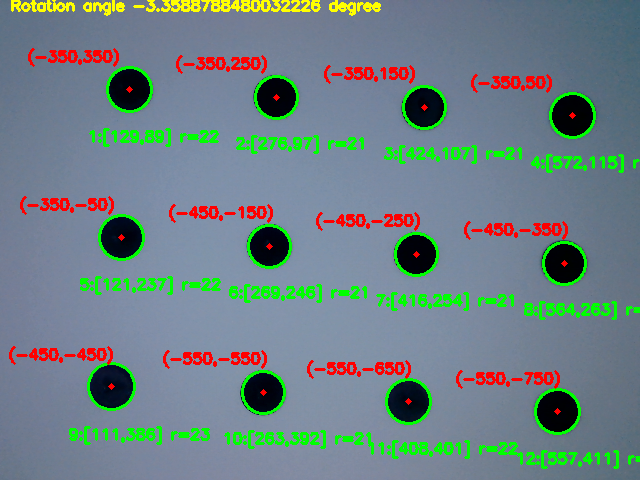 Rotation angle -3.3588788480032226 degree
(-350,350)
(-350,250)
(-350,150)
(-350,50)
1:[129,89] r=22
2:[276,97] r=21
3:[424,107] r=21
4:[572,115] r
(-350,-50)
(-450,-150)
(-450,-250)
(-450,-350)
5:[121,237] r=22
6:[269,246] r=21
7:[416,254] r=21
8:[564,263] r=
(-450,-450)
(-550,-550)
(-550,-650)
(-550,-750)
9:[111,386] r=23
10:[263,392] r=21
11:[408,401] r=22
12:[557,411] r=